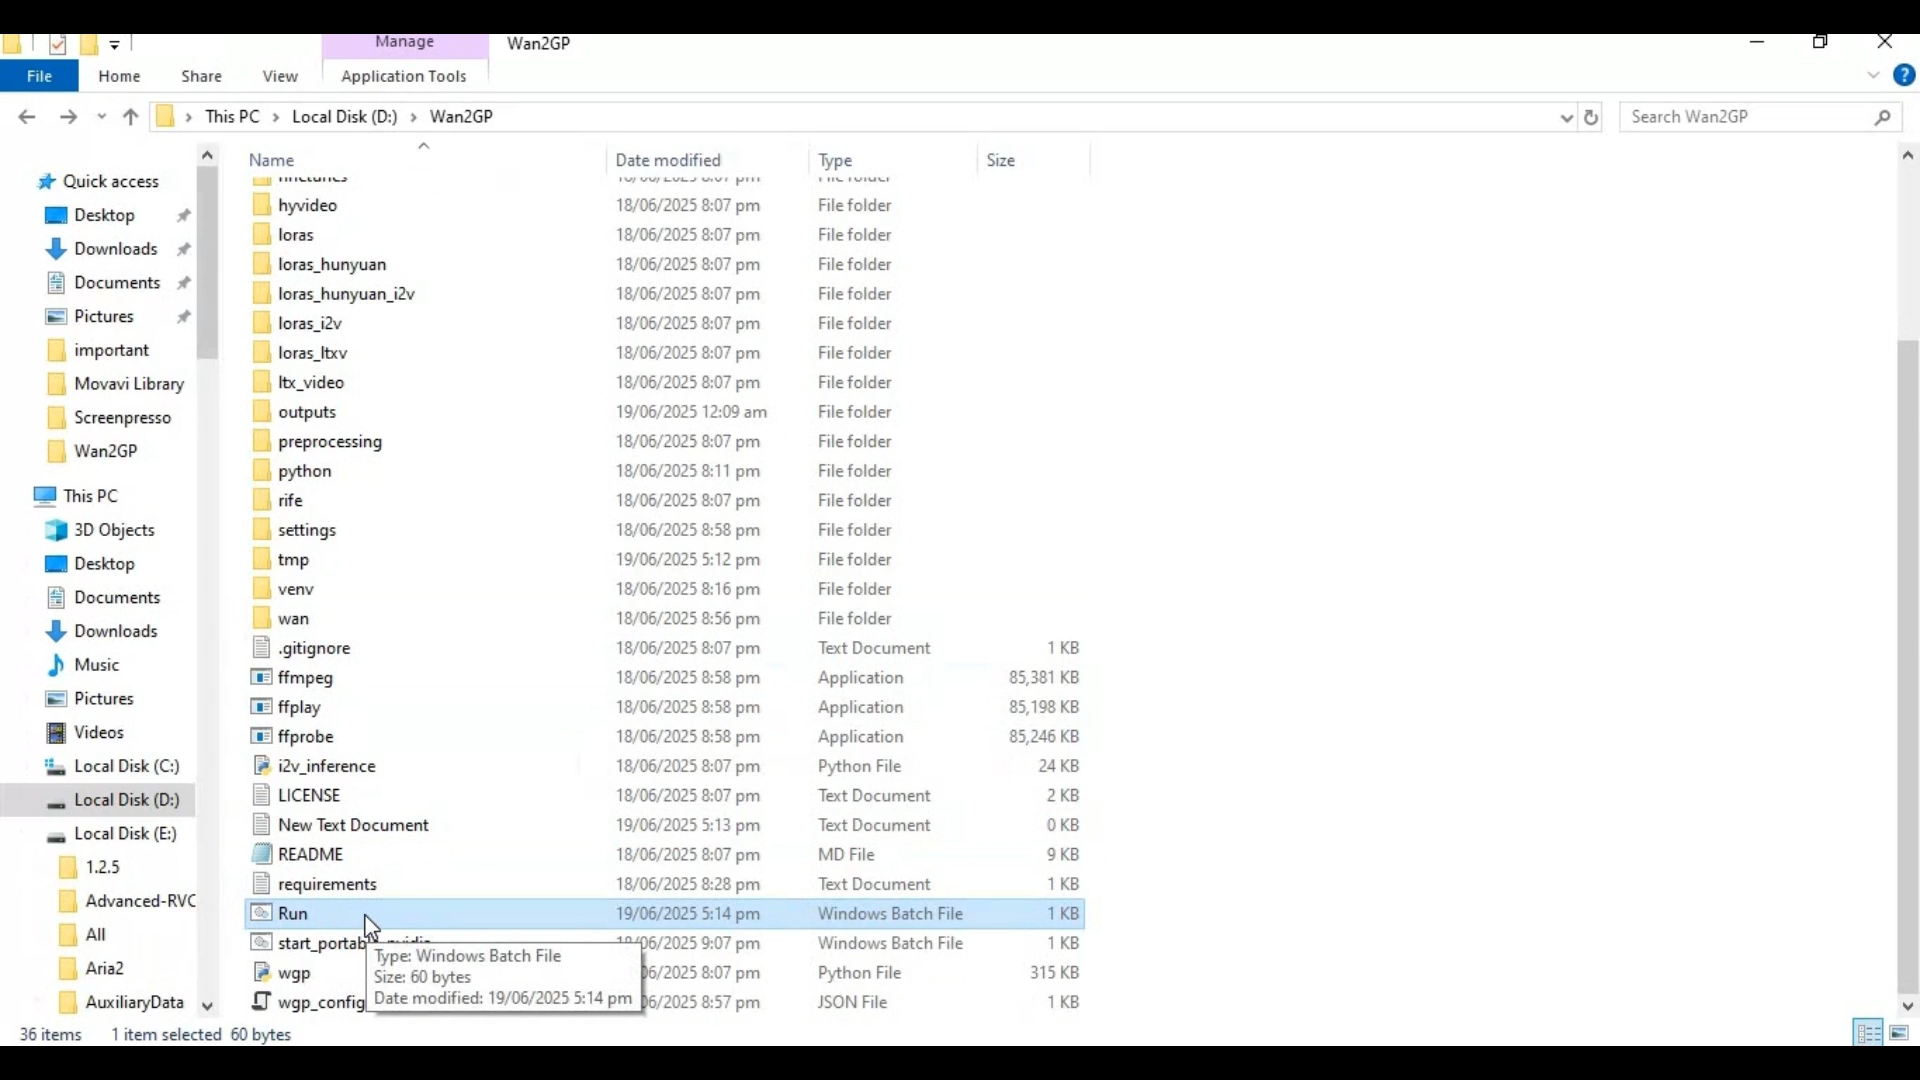 Manage
Wan2GP
File
Home
Share
View
Application Tools
This PC
Local Disk (D:)
Wan2GP
Search Wan2GP
Quick access
Desktop
Downloads
Documents
Pictures
important
Movavi Library
Screenpresso
Wan2GP
This PC
3D Objects
Desktop
Documents
Downloads
Music
Pictures
Videos
Local Disk (C:)
Local Disk (D:)
Local Disk (E:)
1.2.5
Advanced-RVC
All
Aria2
AuxiliaryData
Name Date modified Type Size
hyvideo 18/06/2025 8:07 pm File folder
loras 18/06/2025 8:07 pm File folder
loras_hunyuan 18/06/2025 8:07 pm File folder
loras_hunyuan_i2v 18/06/2025 8:07 pm File folder
loras_i2v 18/06/2025 8:07 pm File folder
loras_ltxv 18/06/2025 8:07 pm File folder
ltx_video 18/06/2025 8:07 pm File folder
outputs 19/06/2025 12:09 am File folder
preprocessing 18/06/2025 8:07 pm File folder
python 18/06/2025 8:11 pm File folder
rife 18/06/2025 8:07 pm File folder
settings 18/06/2025 8:58 pm File folder
tmp 19/06/2025 5:12 pm File folder
venv 18/06/2025 8:16 pm File folder
wan 18/06/2025 8:56 pm File folder
.gitignore 18/06/2025 8:07 pm Text Document 1 KB
ffmpeg 18/06/2025 8:58 pm Application 85,381 KB
ffplay 18/06/2025 8:58 pm Application 85,198 KB
ffprobe 18/06/2025 8:58 pm Application 85,246 KB
i2v_inference 18/06/2025 8:07 pm Python File 24 KB
LICENSE 18/06/2025 8:07 pm Text Document 2 KB
New Text Document 19/06/2025 5:13 pm Text Document 0 KB
README 18/06/2025 8:07 pm MD File 9 KB
requirements 18/06/2025 8:28 pm Text Document 1 KB
Run 19/06/2025 5:14 pm Windows Batch File 1 KB
9:07 pm Windows Batch File 1 KB
wgp 06/2025 8:07 pm Python File 315 KB
wgp_config 06/2025 8:57 pm JSON File 1 KB
Type: Windows Batch File
Size: 60 bytes
Date modified: 19/06/2025 5:14 pm
36 items 1 item selected 60 bytes